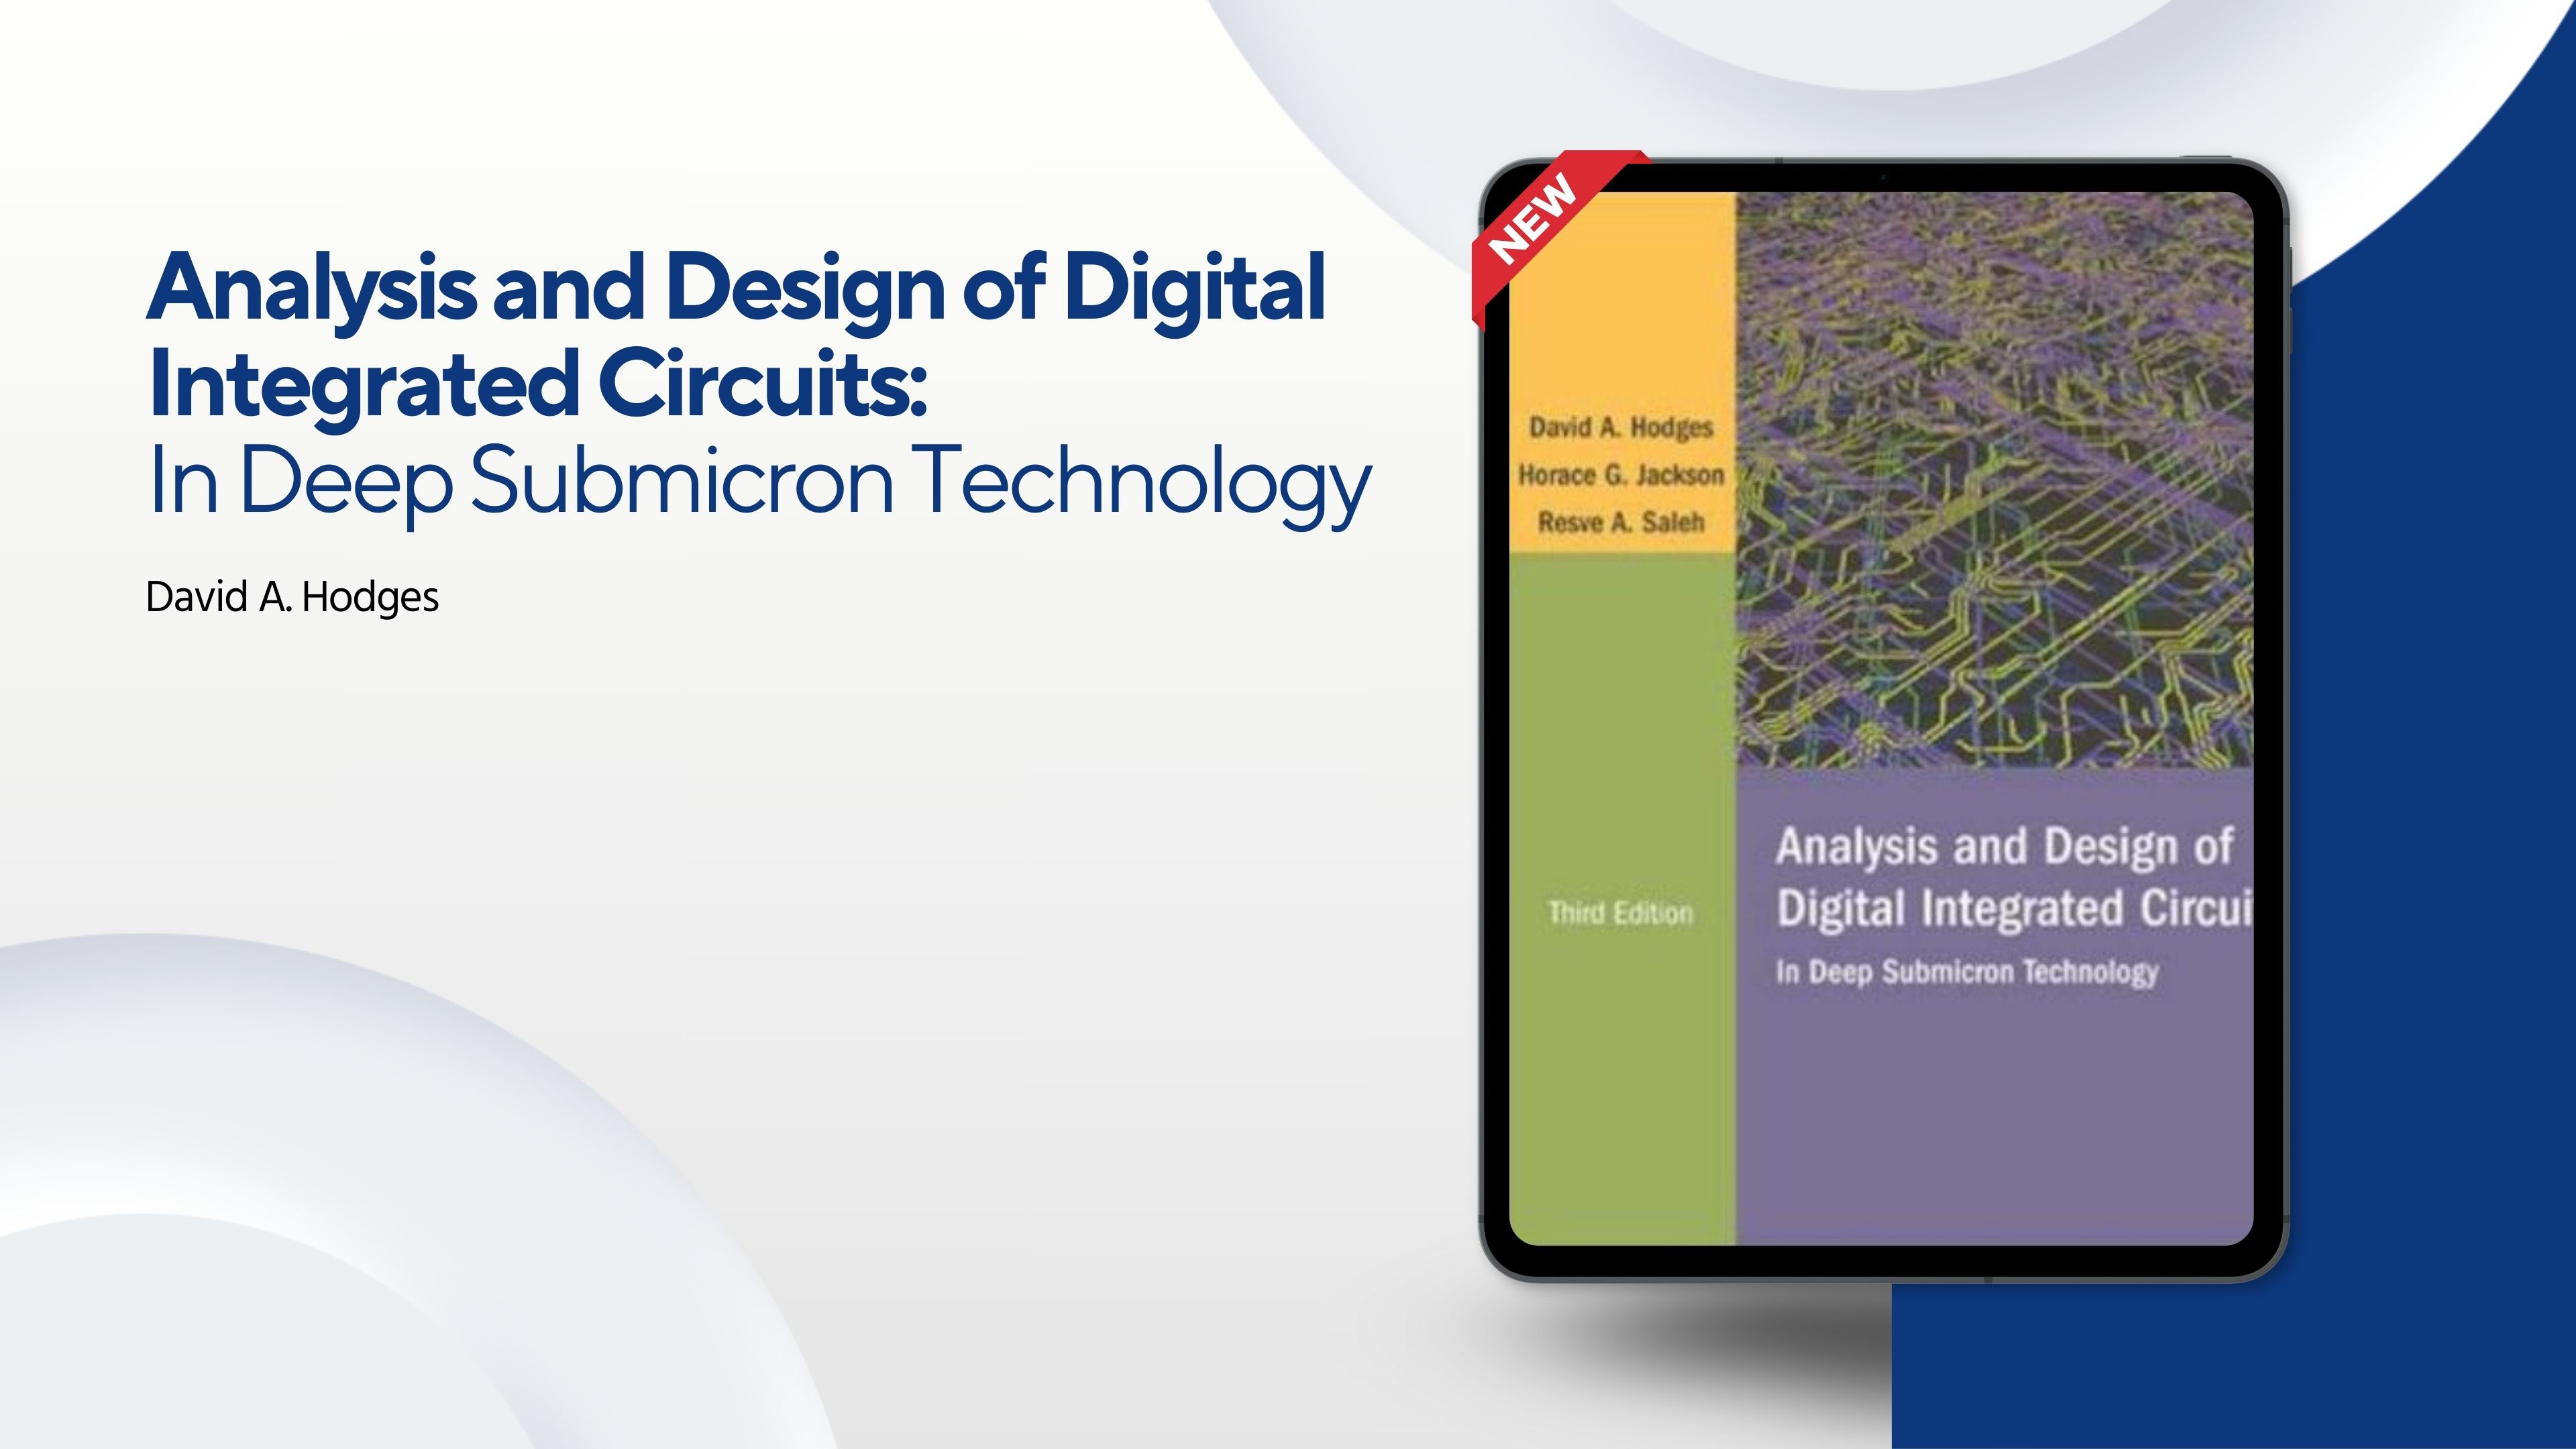 Analysis and Design of Digital
Integrated Circuits:
In Deep Submicron Technology
David A. Hodges
NEW
David A. Hodges
Horace G. Jackson
Resve A. Saleh
Third Edition
Analysis and Design of
Digital Integrated Circui
In Deep Submicron Technology